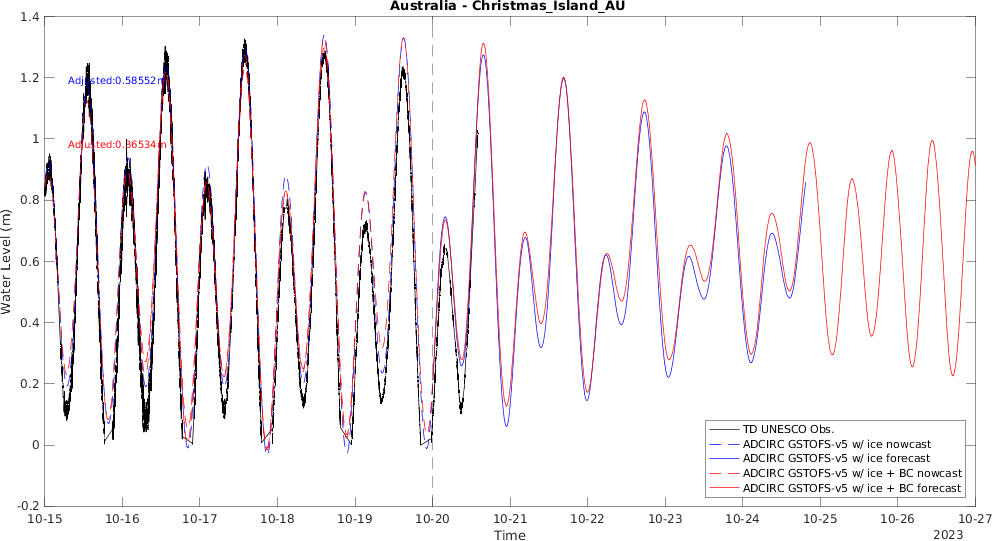 Australia - Christmas_Island_AU
Water Level (m)
1.4
1.2
1
0.8
0.6
0.4
0.2
0
-0.2
Adjusted:0.58552m
Adjusted:0.36534m
TD UNESCO Obs.
ADCIRC GSTOFS-v5 w/ ice nowcast
ADCIRC GSTOFS-v5 w/ ice forecast
ADCIRC GSTOFS-v5 w/ ice + BC nowcast
ADCIRC GSTOFS-v5 w/ ice + BC forecast
10-15 10-16 10-17 10-18 10-19 10-20 10-21 10-22 10-23 10-24 10-25 10-26 10-27
Time
2023